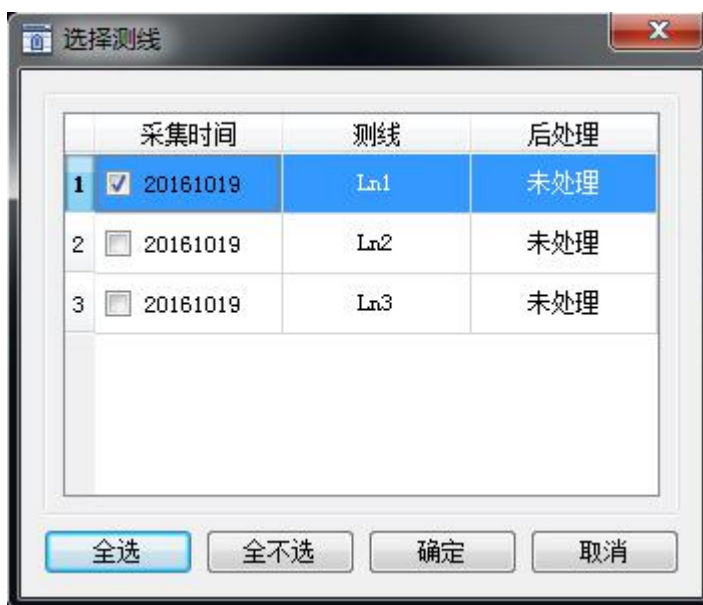 选择测线
采集时间 测线 后处理
1 20161019 Ln1 未处理
2 20161019 Ln2 未处理
3 20161019 Ln3 未处理
全选 全不选 确定 取消